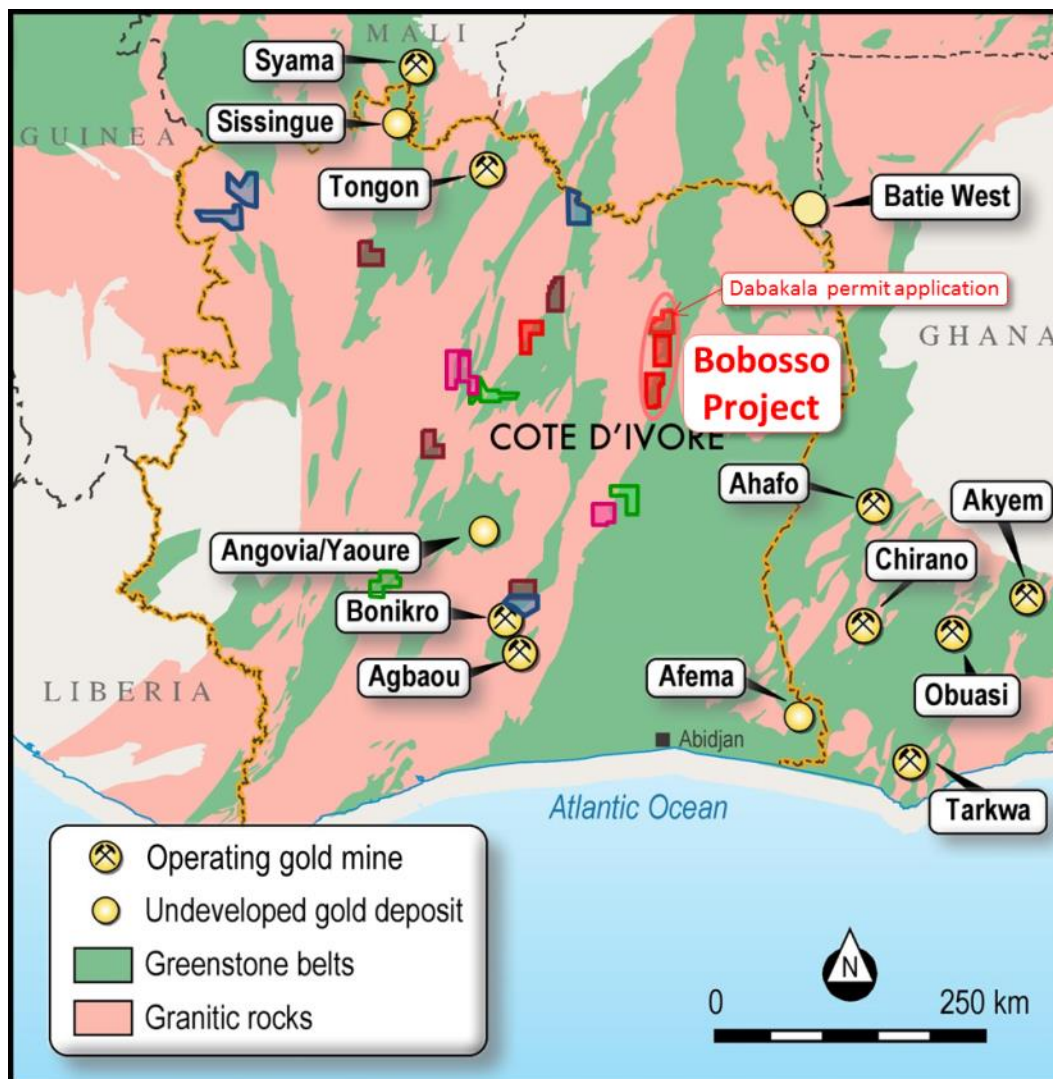 MALI
Syama
Sissingue
GUINEA
Tongon
Batie West
Dabakala permit application
GHANA
Bobosso
Project
COTE D'IVORE
Ahafo
Akyem
Angovia/Yaoure
Chirano
Bonikro
Agbaou
Afema
Obuasi
LIBERIA
Abidjan
Tarkwa
Atlantic Ocean
Operating gold mine
Undeveloped gold deposit
Greenstone belts
Granitic rocks
N
0 250 km